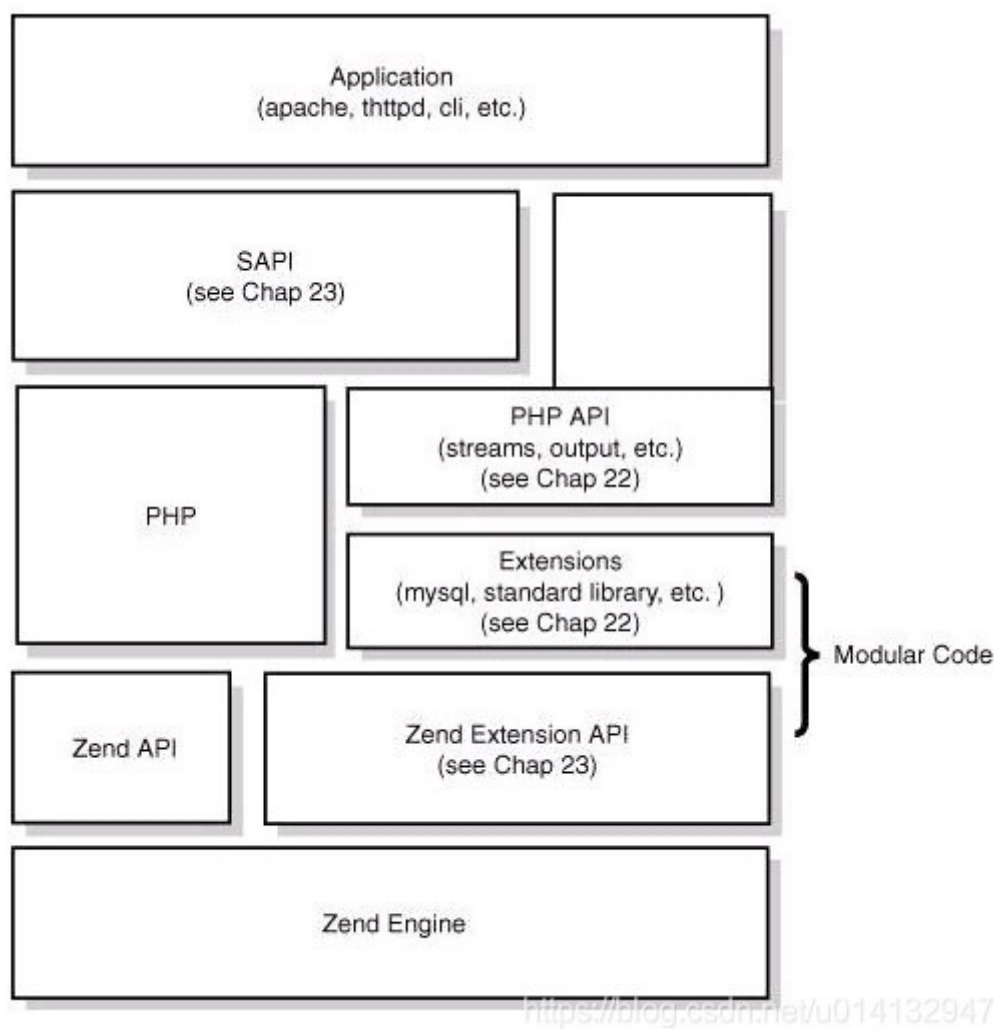 Application
(apache, thttpd, cli, etc.)
SAPI
(see Chap 23)
PHP API
(streams, output, etc.)
(see Chap 22)
PHP
Extensions
(mysql, standard library, etc. )
(see Chap 22)
Modular Code
Zend API
Zend Extension API
(see Chap 23)
Zend Engine
https://blog.csdn.net/u014132947